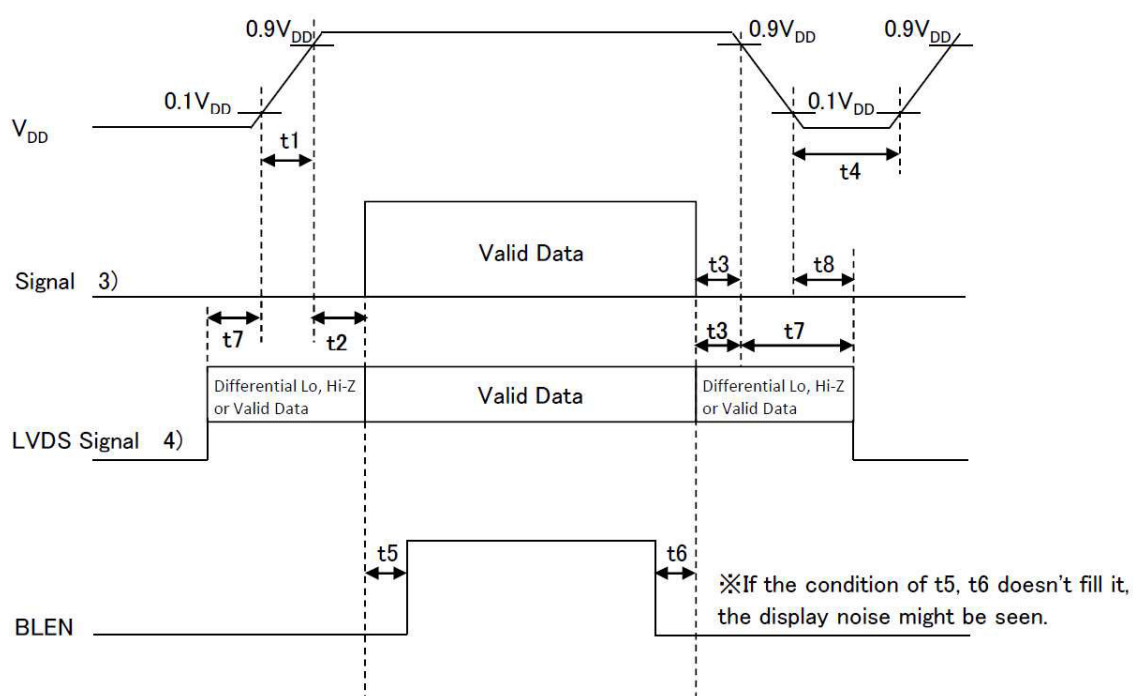 0.9VDD
0.9VDD
0.9VDD
0.1VDD
0.1VDD
VDD
t1
t4
Valid Data
Signal 3)
t3
t8
t7
t2
t3
t7
Differential Lo, Hi-Z
or Valid Data
Valid Data
Differential Lo, Hi-Z
or Valid Data
LVDS Signal 4)
t5
t6
※If the condition of t5, t6 doesn't fill it,
the display noise might be seen.
BLEN